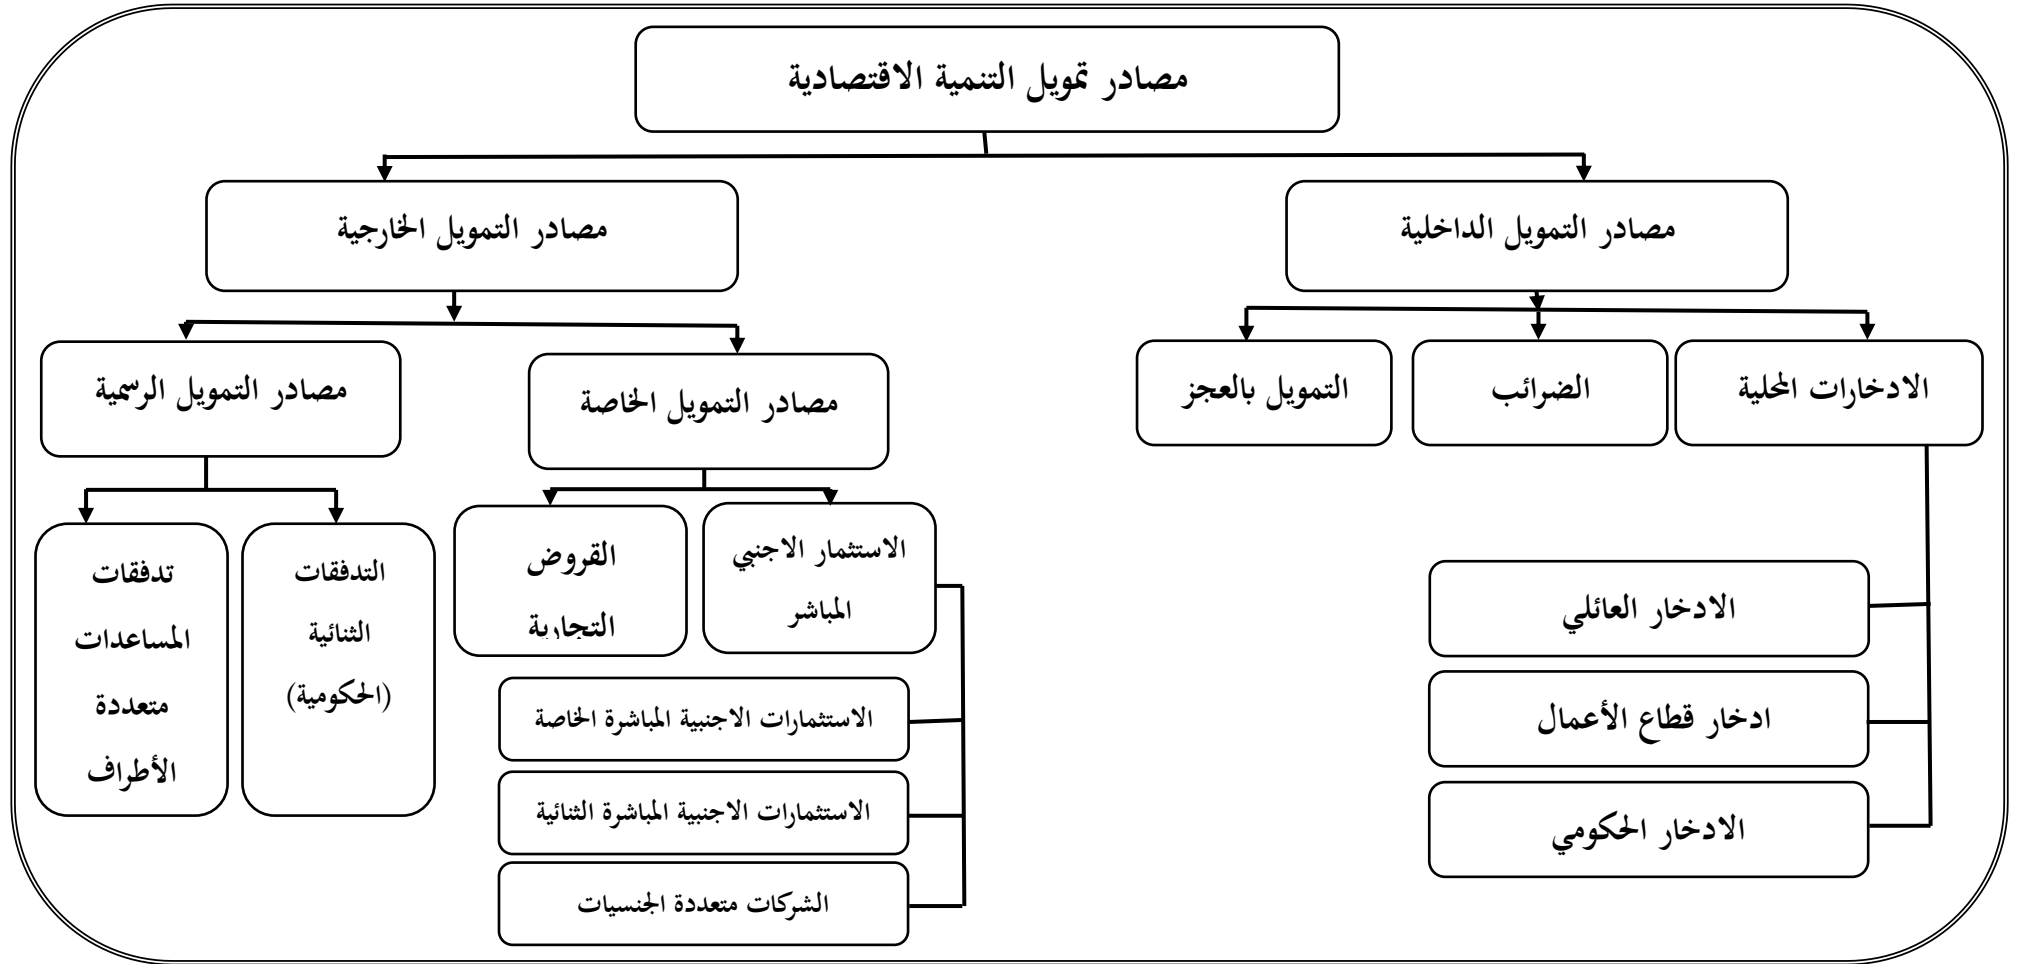 مصادر تمويل التنمية الاقتصادية
مصادر التمويل الداخلية
مصادر التمويل الخارجية
الادخارات المحلية
الضرائب
التمويل بالعجز
مصادر التمويل الخاصة
مصادر التمويل الرسمية
الادخار العائلي
ادخار قطاع الأعمال
الادخار الحكومي
الاستثمار الاجنبي
المباشر
القروض
التجارية
الاستثمارات الاجنبية المباشرة الخاصة
الاستثمارات الاجنبية المباشرة الثنائية
الشركات متعددة الجنسيات
التدفقات
الثنائية
(الحكومية)
تدفقات
المساعدات
متعددة
الأطراف